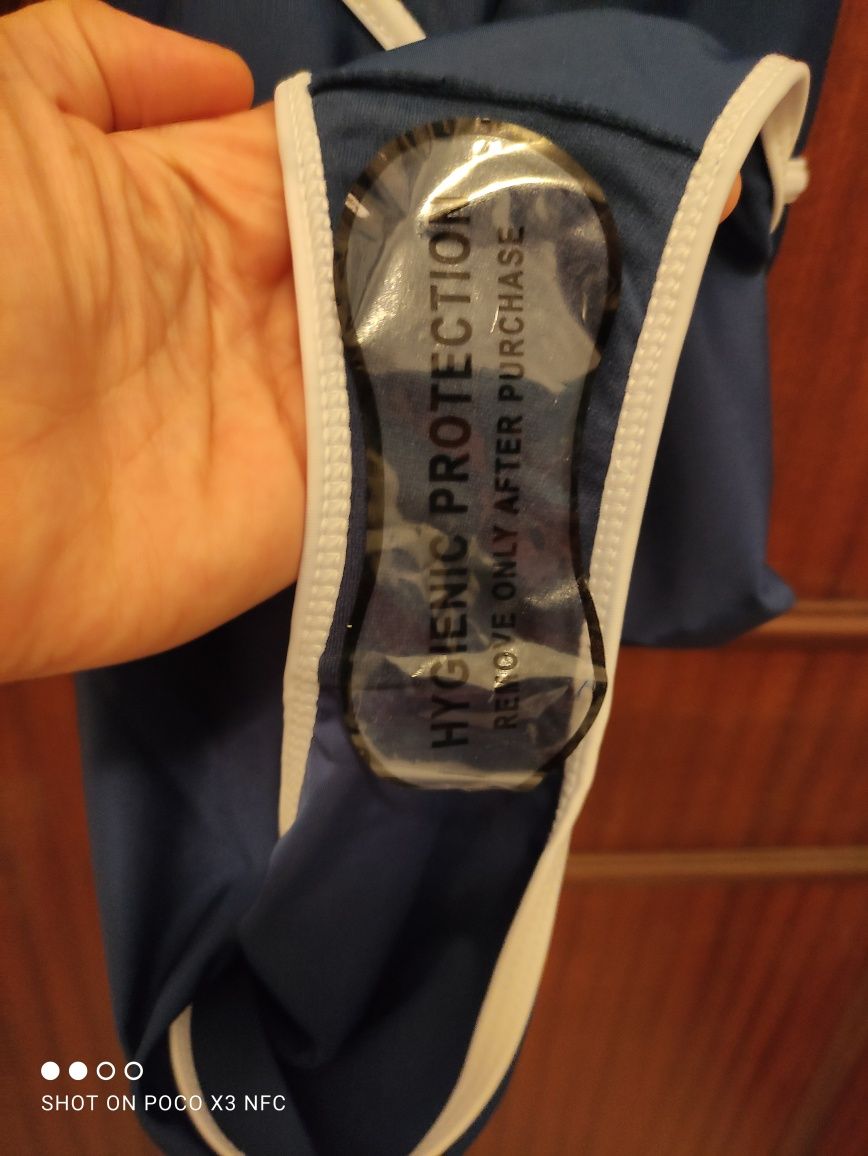 HYGIENIC PROTECTION
REMOVE ONLY AFTER PURCHASE
SHOT ON POCO X3 NFC